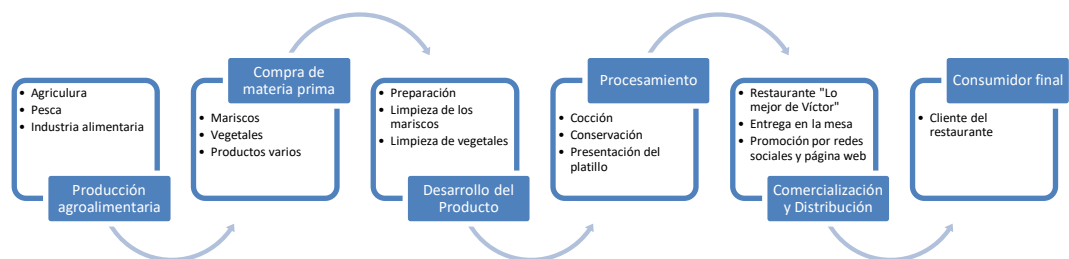 • Agriculura
• Pesca
• Industria alimentaria
Producción
agroalimentaria
Compra de
materia prima
• Mariscos
• Vegetales
• Productos varios
• Preparación
• Limpieza de los
mariscos
• Limpieza de vegetales
Desarrollo del
Producto
Procesamiento
• Cocción
• Conservación
• Presentación del
platillo
• Restaurante "Lo
mejor de Víctor"
• Entrega en la mesa
• Promoción por redes
sociales y página web
Comercialización
y Distribución
Consumidor final
• Cliente del
restaurante